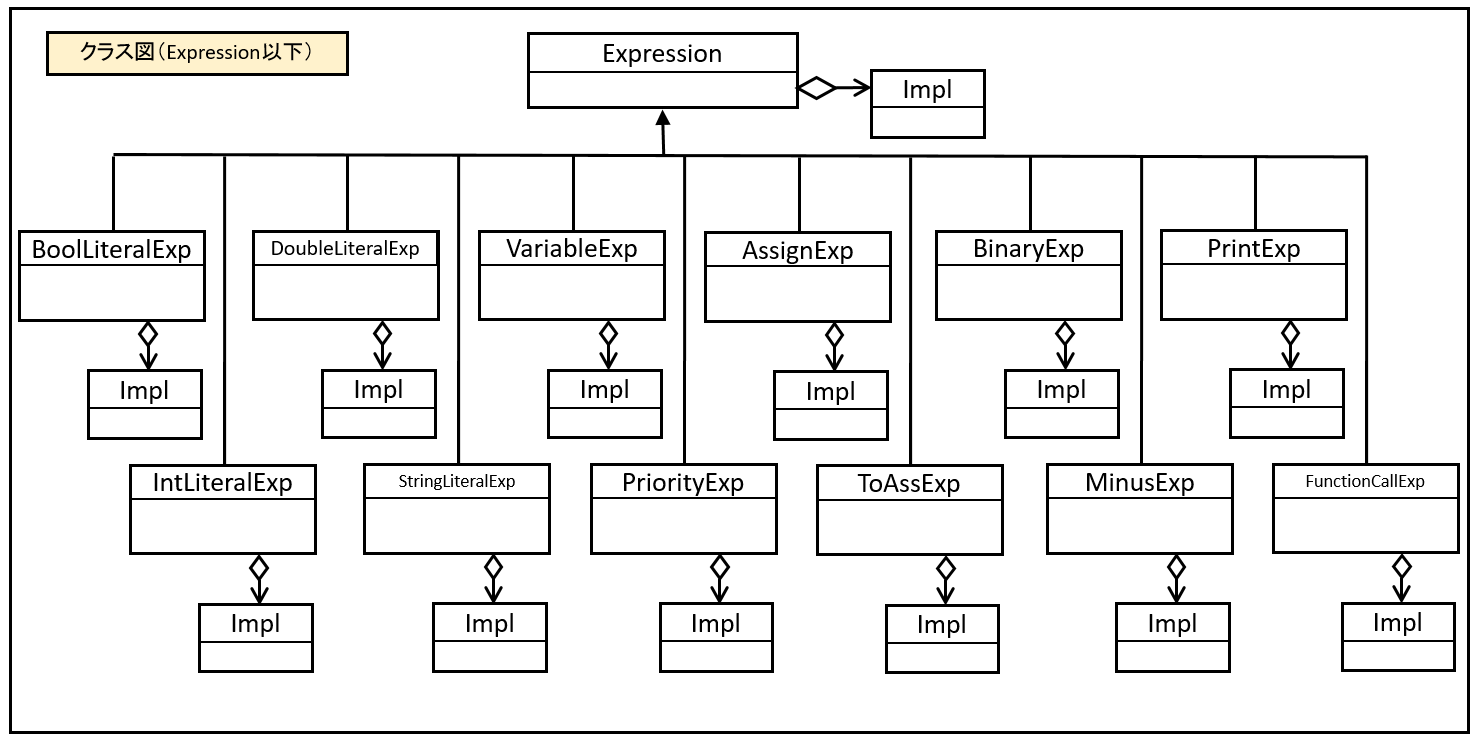 クラス図（Expression以下）
Expression
Impl
BoolLiteralExp
DoubleLiteralExp
VariableExp
AssignExp
BinaryExp
PrintExp
Impl
Impl
Impl
Impl
Impl
Impl
IntLiteralExp
StringLiteralExp
PriorityExp
ToAssExp
MinusExp
FunctionCallExp
Impl
Impl
Impl
Impl
Impl
Impl